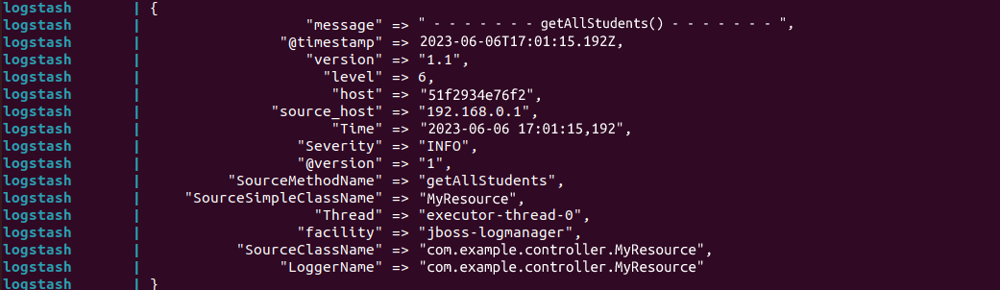 logstash | {
logstash | "message" => " - - - - - - - getAllStudents() - - - - - - - ",
logstash | "@timestamp" => 2023-06-06T17:01:15.192Z,
logstash | "version" => "1.1",
logstash | "level" => 6,
logstash | "host" => "51f2934e76f2",
logstash | "source_host" => "192.168.0.1",
logstash | "Time" => "2023-06-06 17:01:15,192",
logstash | "Severity" => "INFO",
logstash | "@version" => "1",
logstash | "SourceMethodName" => "getAllStudents",
logstash | "SourceSimpleClassName" => "MyResource",
logstash | "Thread" => "executor-thread-0",
logstash | "facility" => "jboss-logmanager",
logstash | "SourceClassName" => "com.example.controller.MyResource",
logstash | "LoggerName" => "com.example.controller.MyResource"
logstash | }